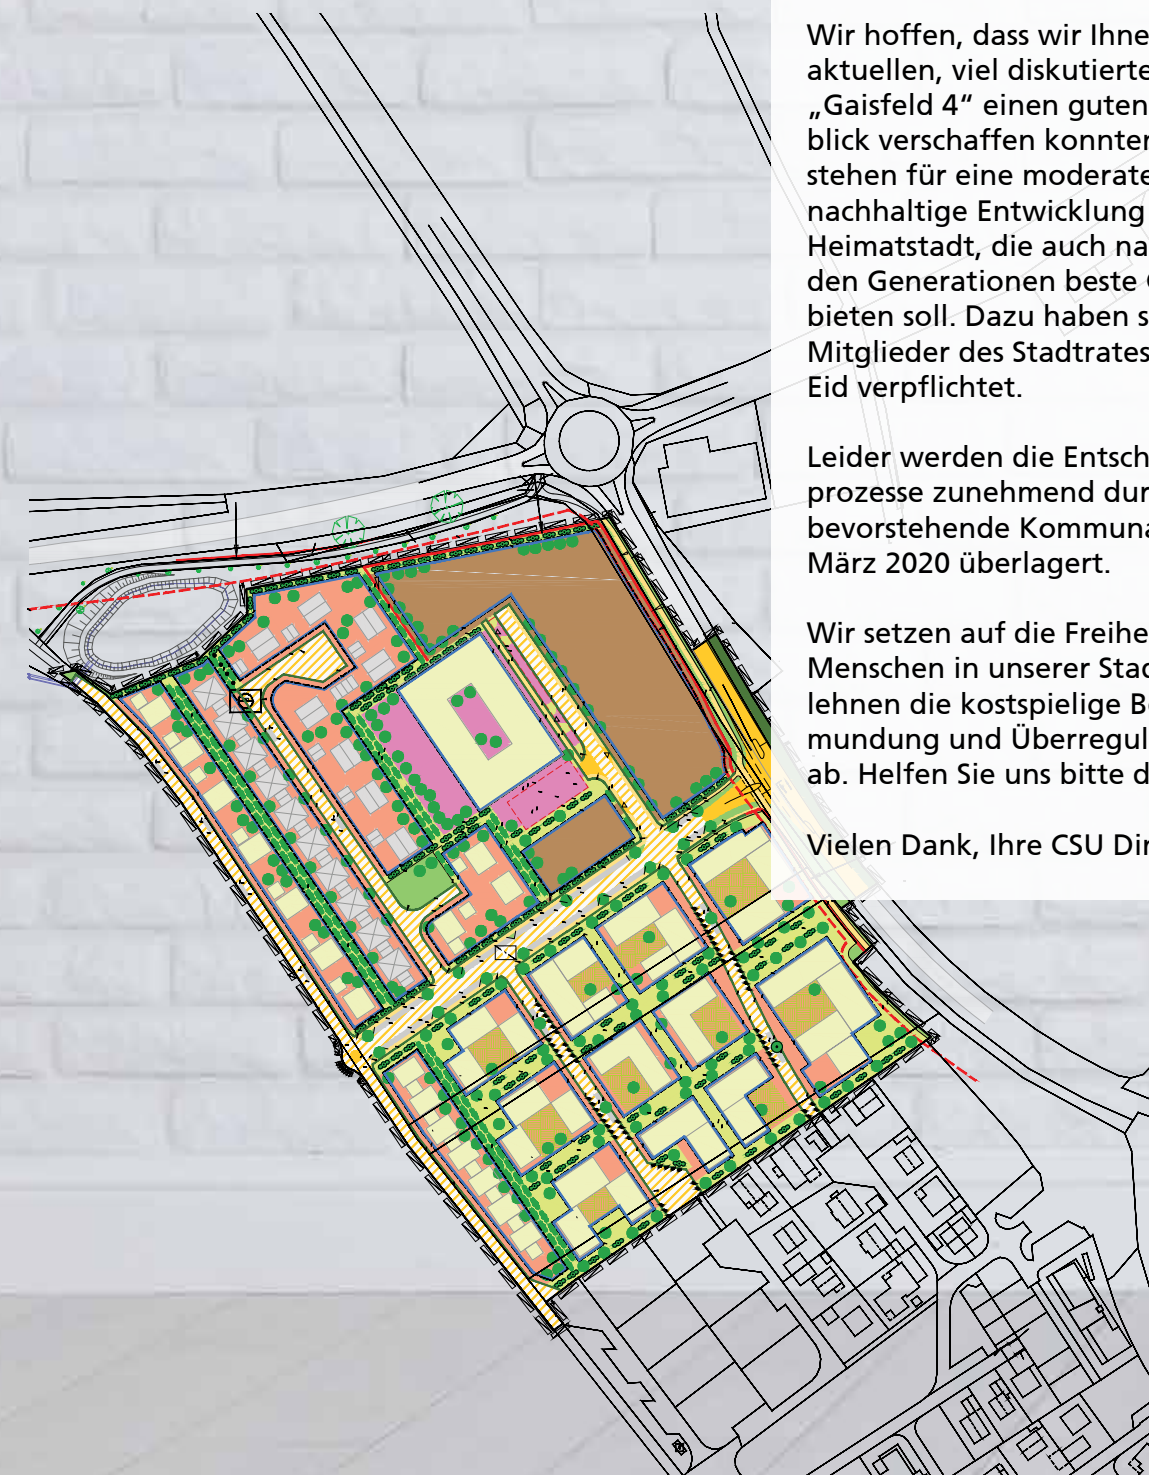 Wir hoffen, dass wir Ihne
aktuellen, viel diskutierte
„Gaisfeld 4“ einen guten
blick verschaffen konnte
stehen für eine moderate
nachhaltige Entwicklung
Heimatstadt, die auch na
den Generationen beste
bieten soll. Dazu haben s
Mitglieder des Stadtrates
Eid verpflichtet.
Leider werden die Entsch
prozesse zunehmend dur
bevorstehende Kommuna
März 2020 überlagert.
Wir setzen auf die Freihe
Menschen in unserer Stad
lehnen die kostspielige Be
mundung und Überregul
ab. Helfen Sie uns bitte d
Vielen Dank, Ihre CSU Din